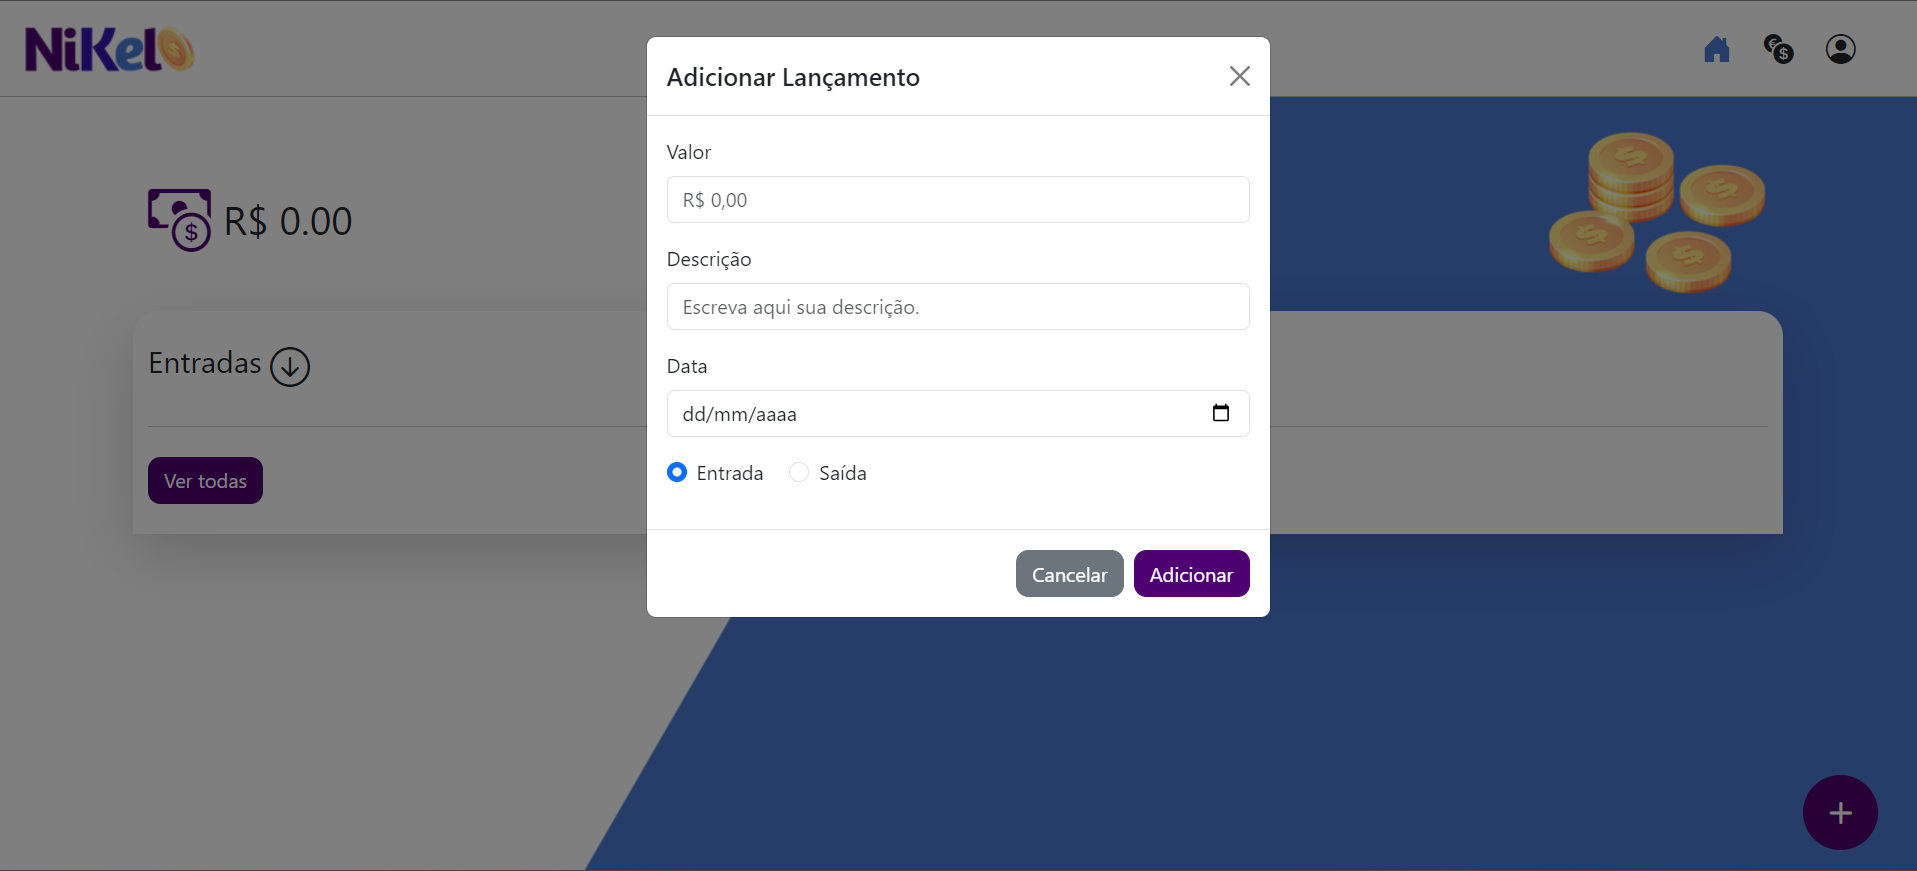 NiKel
Adicionar Lançamento
Valor
R$ 0,00
R$ 0.00
Descrição
Escreva aqui sua descrição.
Entradas
Data
dd/mm/aaaa
Entrada Saída
Ver todas
Cancelar Adicionar